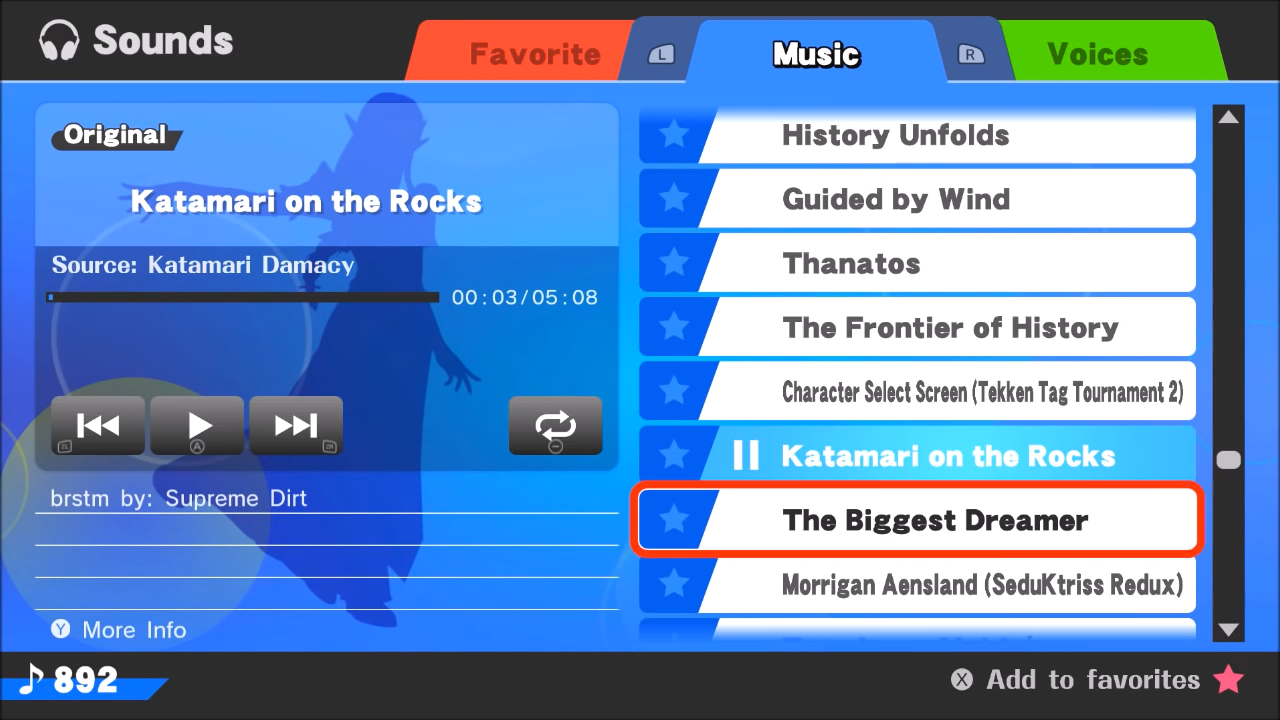 Sounds
Favorite
L
Music
R
Voices
Original
Katamari on the Rocks
Source: Katamari Damacy
00:03/05:08
ZL
A
ZR
brstm by: Supreme Dirt
Y More Info
History Unfolds
Guided by Wind
Thanatos
The Frontier of History
Character Select Screen (Tekken Tag Tournament 2)
Katamari on the Rocks
The Biggest Dreamer
Morrigan Aensland (SeduKtriss Redux)
892
X Add to favorites